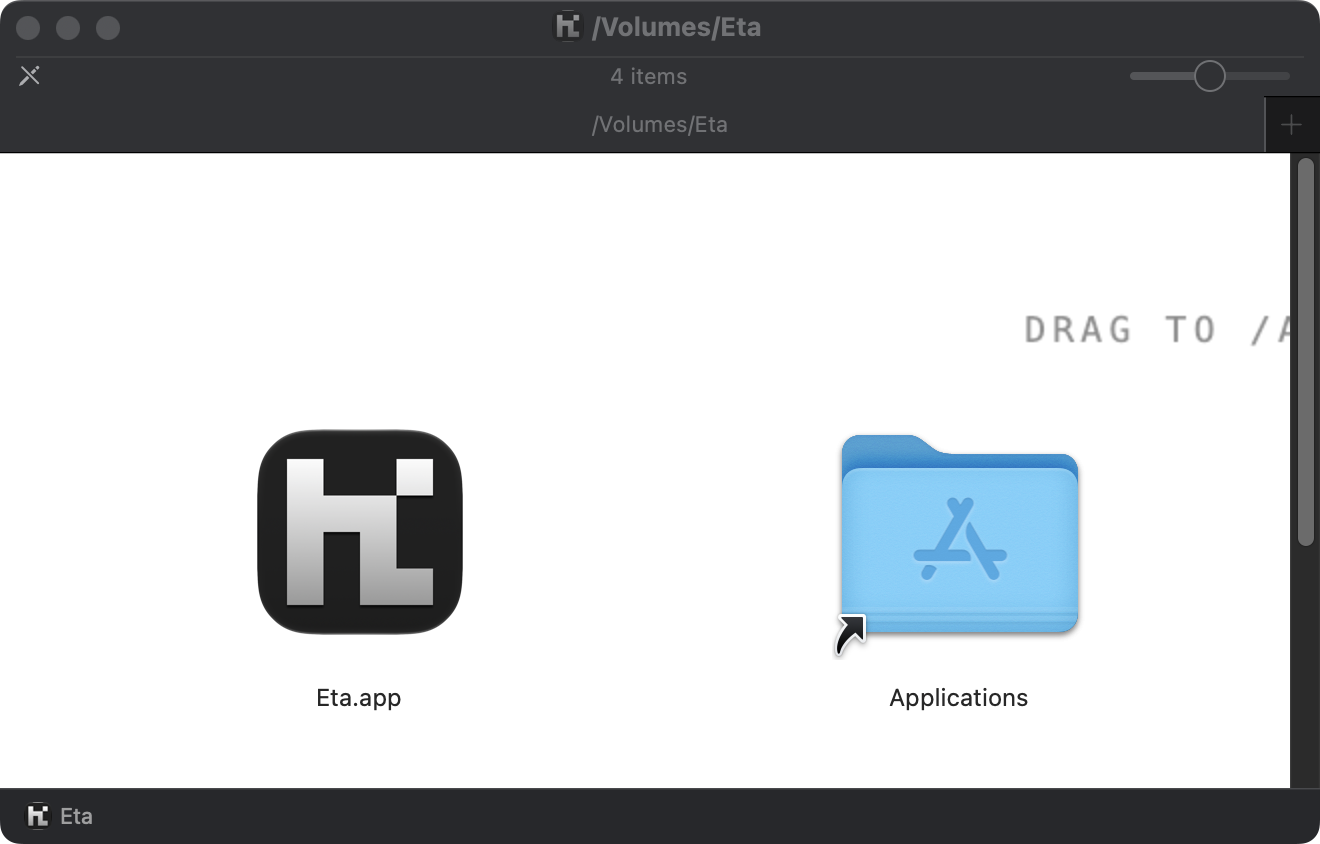 /Volumes/Eta
4 items
/Volumes/Eta
DRAG TO /A
Eta.app
Applications
Eta